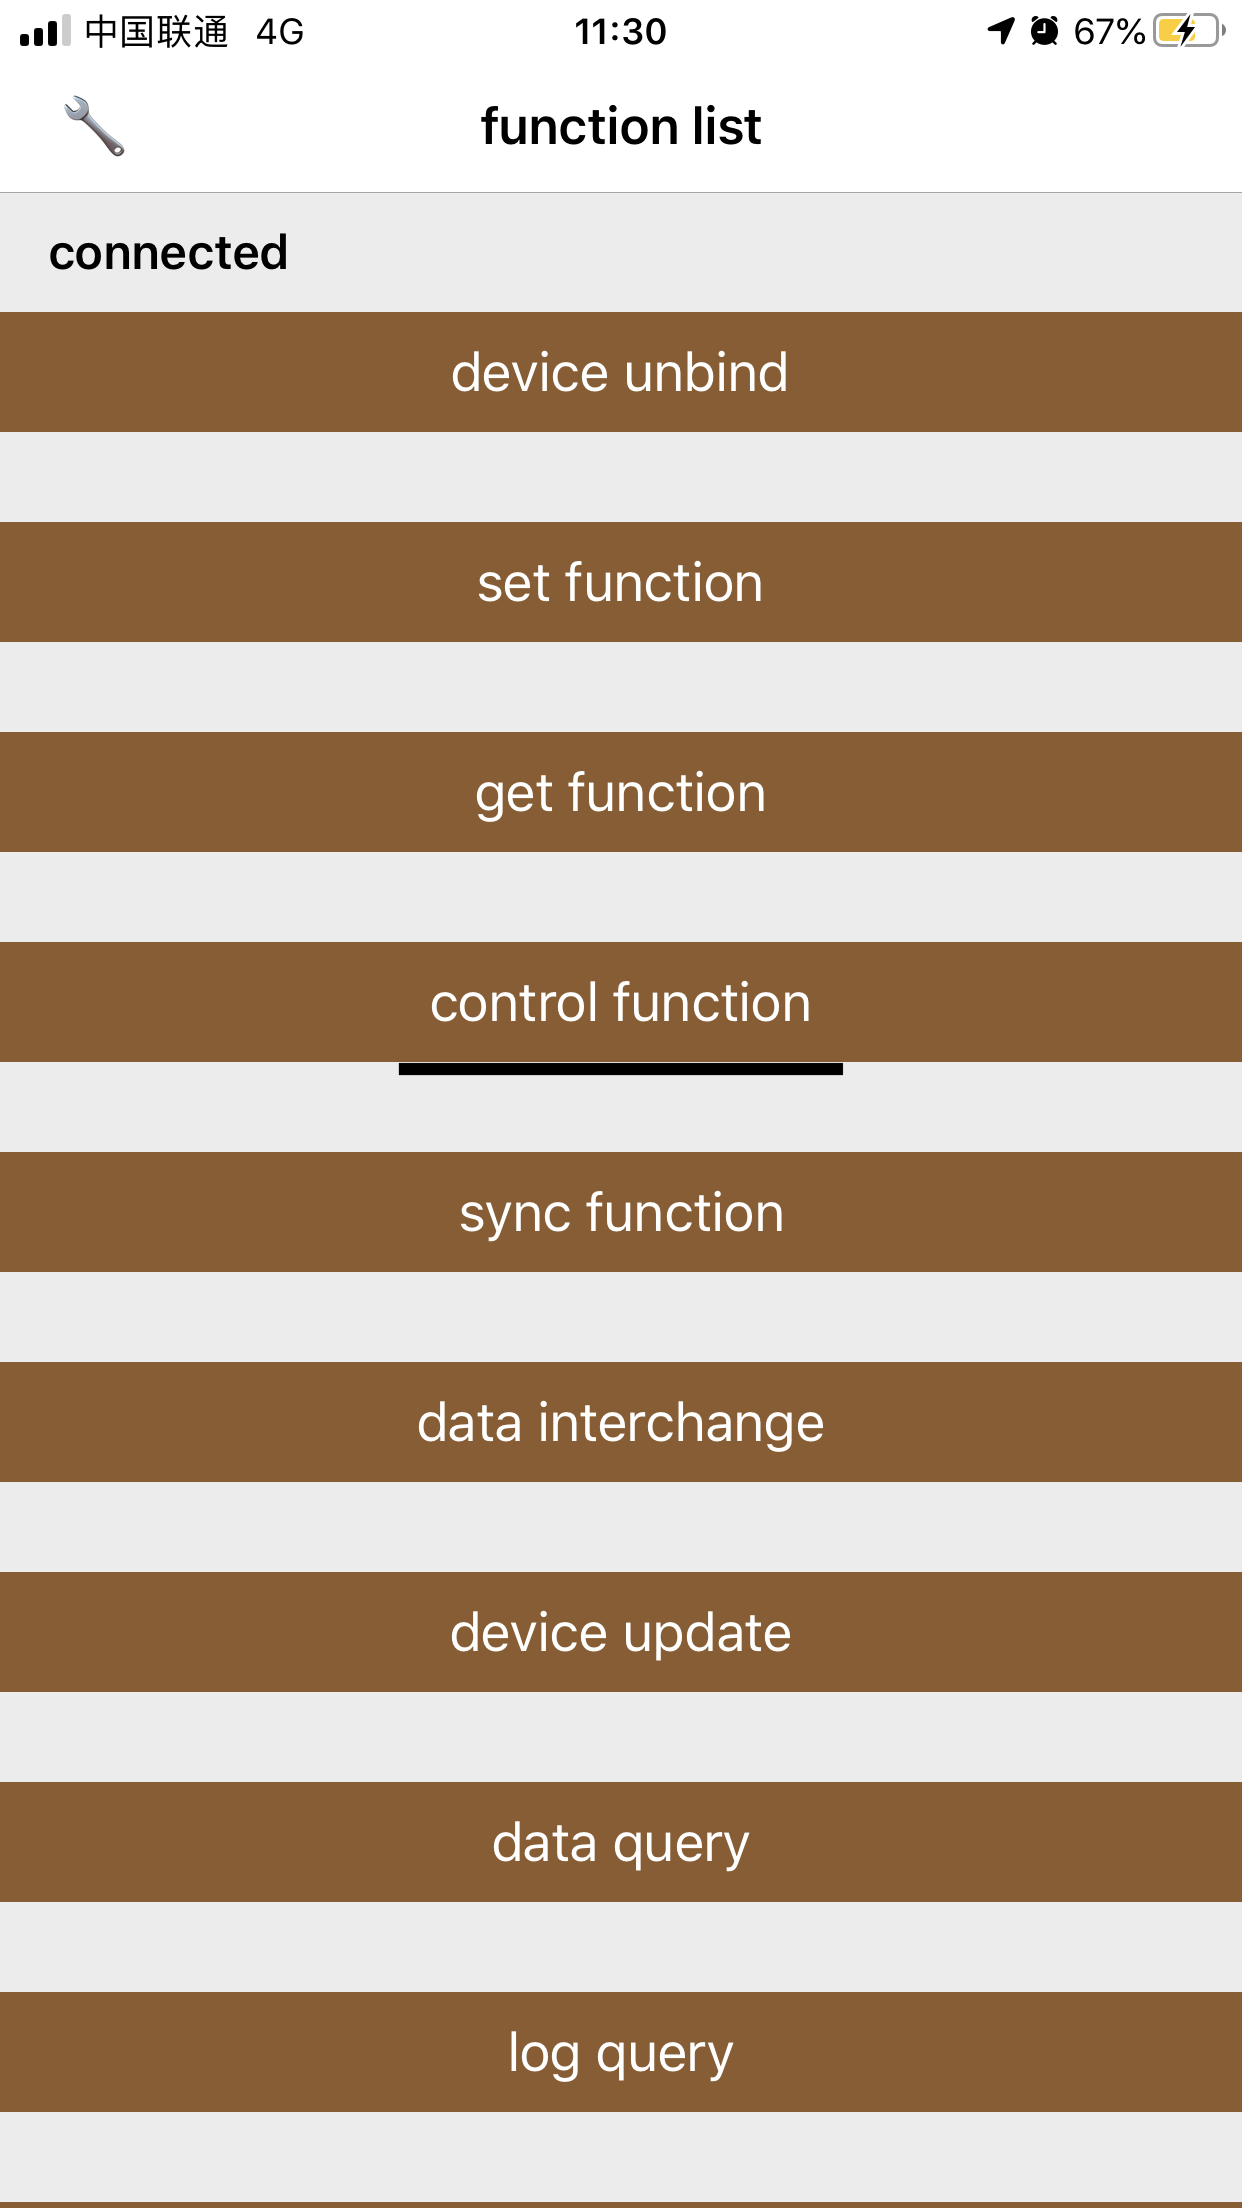 中国联通 4G 11:30 67%
function list
connected
device unbind
set function
get function
control function
sync function
data interchange
device update
data query
log query